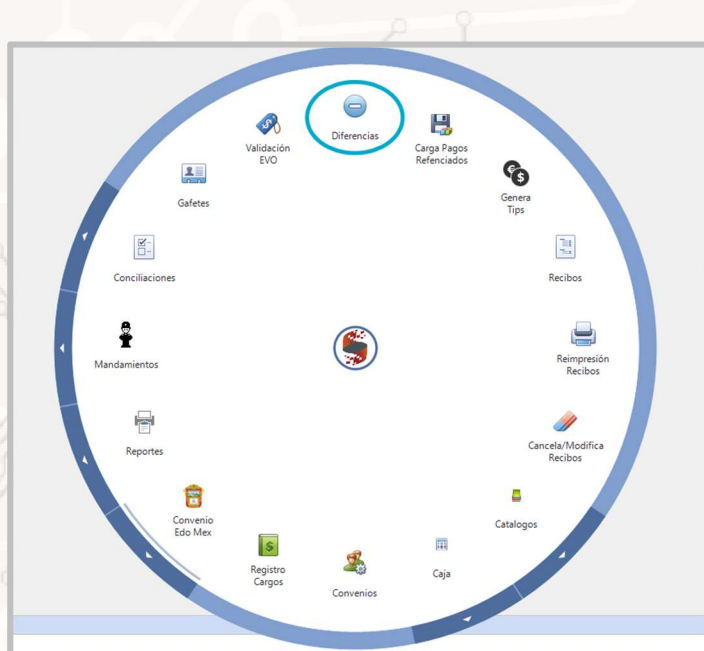 Diferencias
Validación
EVO
Carga Pagos
Refenciados
Gafetes
Genera
Tips
Conciliaciones
Recibos
Mandamientos
Reimpresión
Recibos
Reportes
Cancela/Modifica
Recibos
Convenio
Edo Mex
Catalogos
Registro
Cargos
Caja
Convenios